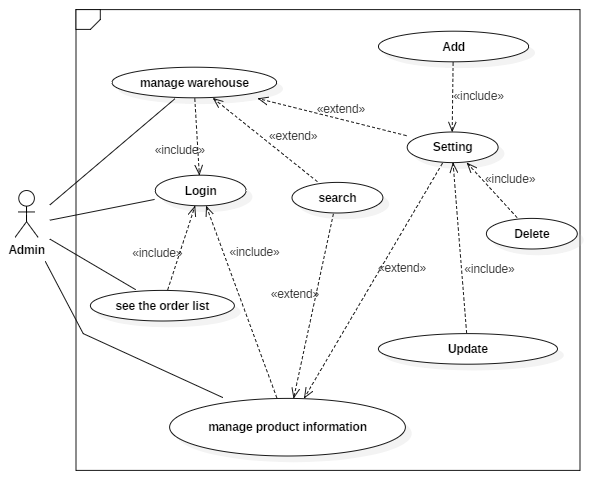 Add
manage warehouse
«extend»
«include»
«extend»
Setting
«include»
«include»
Login
search
Admin
Delete
«include»
«include»
«extend»
«include»
«extend»
see the order list
Update
manage product information